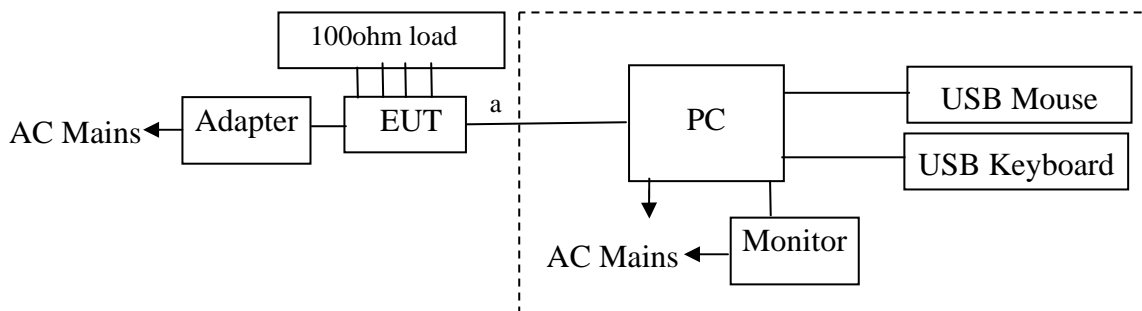 100ohm load
a
AC Mains
Adapter
EUT
PC
USB Mouse
USB Keyboard
AC Mains
Monitor